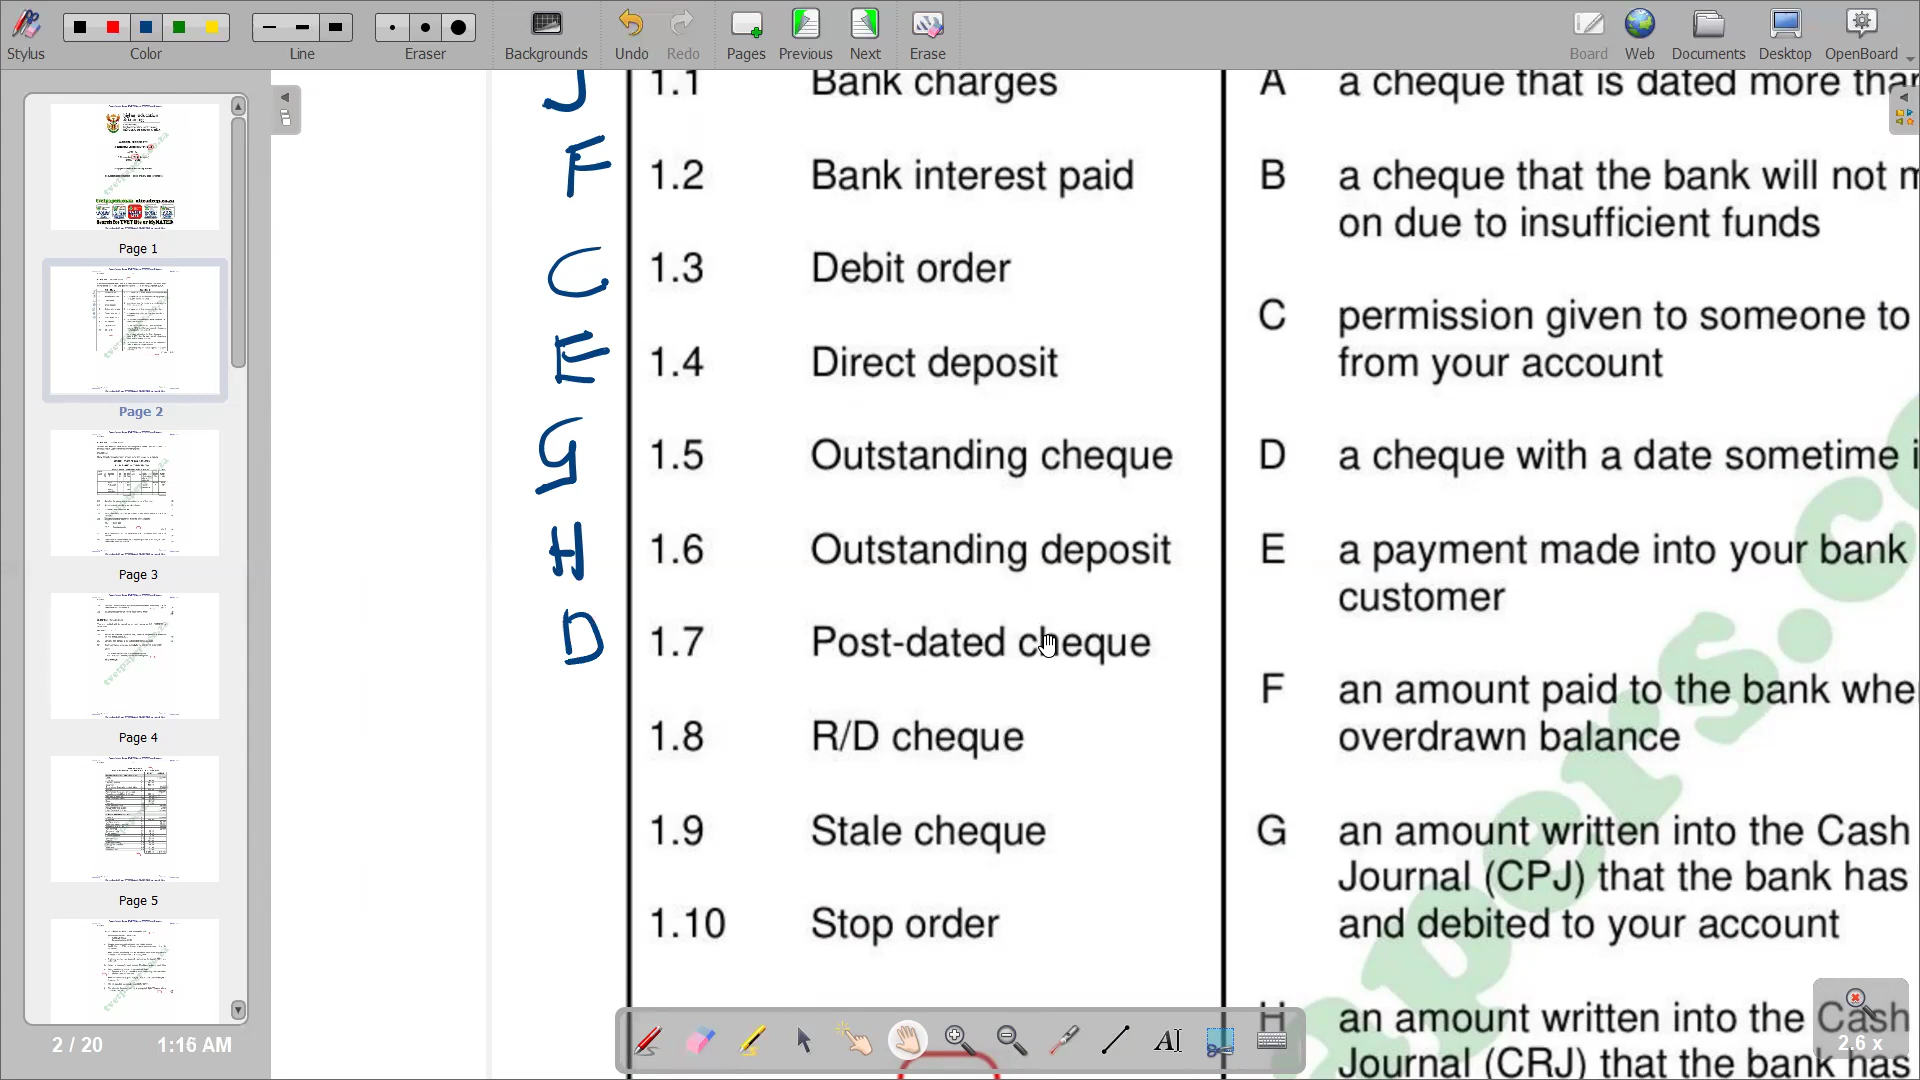 Stylus
Color
Line
Eraser
Backgrounds
Undo
Redo
Pages
Previous
Next
Erase
Board
Web
Documents
Desktop
OpenBoard
Page 1
Page 2
Page 3
Page 4
Page 5
2 / 20 1:16 AM
J 1.1 Bank charges
F 1.2 Bank interest paid
C 1.3 Debit order
E 1.4 Direct deposit
G 1.5 Outstanding cheque
H 1.6 Outstanding deposit
D 1.7 Post-dated cheque
1.8 R/D cheque
1.9 Stale cheque
1.10 Stop order
A a cheque that is dated more
B a cheque that the bank will not
on due to insufficient funds
C permission given to someone to
from your account
D a cheque with a date sometime
E a payment made into your bank
customer
F an amount paid to the bank
overdrawn balance
G an amount written into the Cash
Journal (CPJ) that the bank has
and debited to your account
H an amount written into the Cash
Journal (CRJ) that the bank has
2.6 x